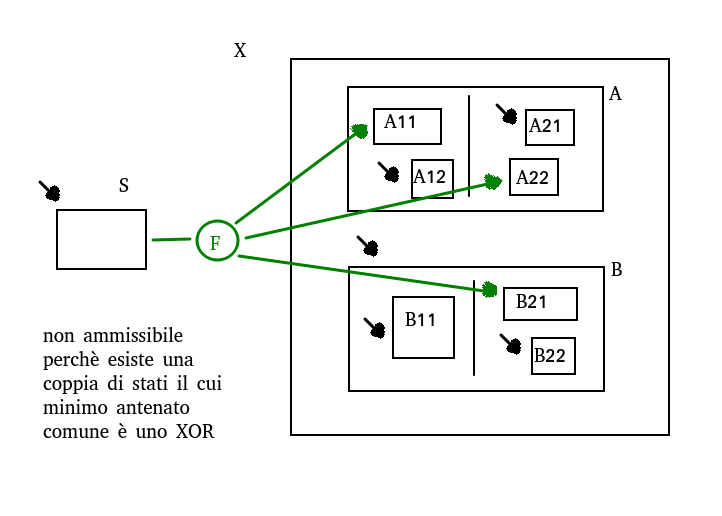 X
A
A11
A21
A12
A22
S
F
B
B11
B21
B22
non ammissibile
perchè esiste una
coppia di stati il cui
minimo antenato
comune è uno XOR